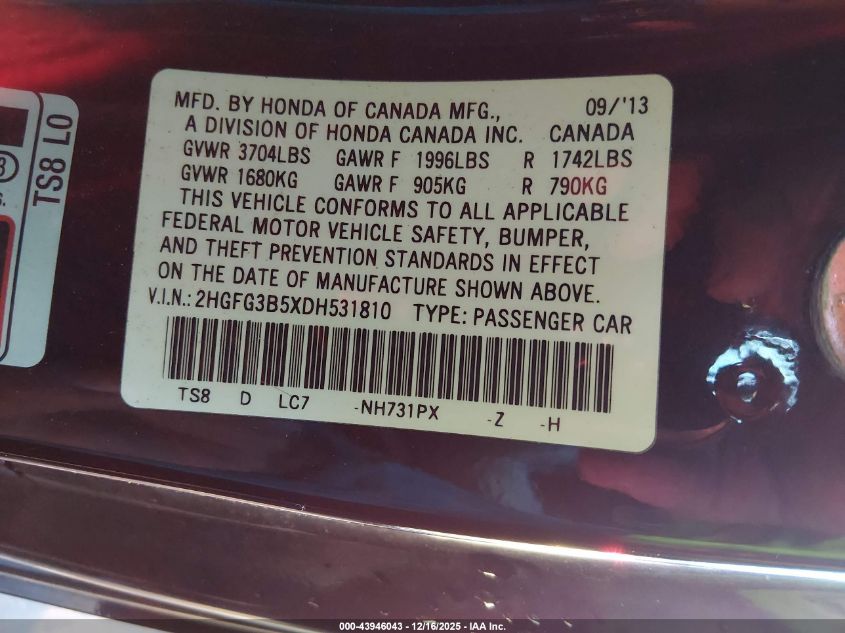 MFD. BY HONDA OF CANADA MFG., 09/'13
A DIVISION OF HONDA CANADA INC. CANADA
GVWR 3704LBS GAWR F 1996LBS R 1742LBS
GVWR 1680KG GAWR F 905KG R 790KG
THIS VEHICLE CONFORMS TO ALL APPLICABLE
FEDERAL MOTOR VEHICLE SAFETY, BUMPER,
AND THEFT PREVENTION STANDARDS IN EFFECT
ON THE DATE OF MANUFACTURE SHOWN ABOVE.
V.I.N.: 2HGFG3B5XDH531810 TYPE: PASSENGER CAR
TS8 D LC7 -NH731PX -Z -H
TS8 LO
000-43946043 - 12/16/2025 - IAA Inc.